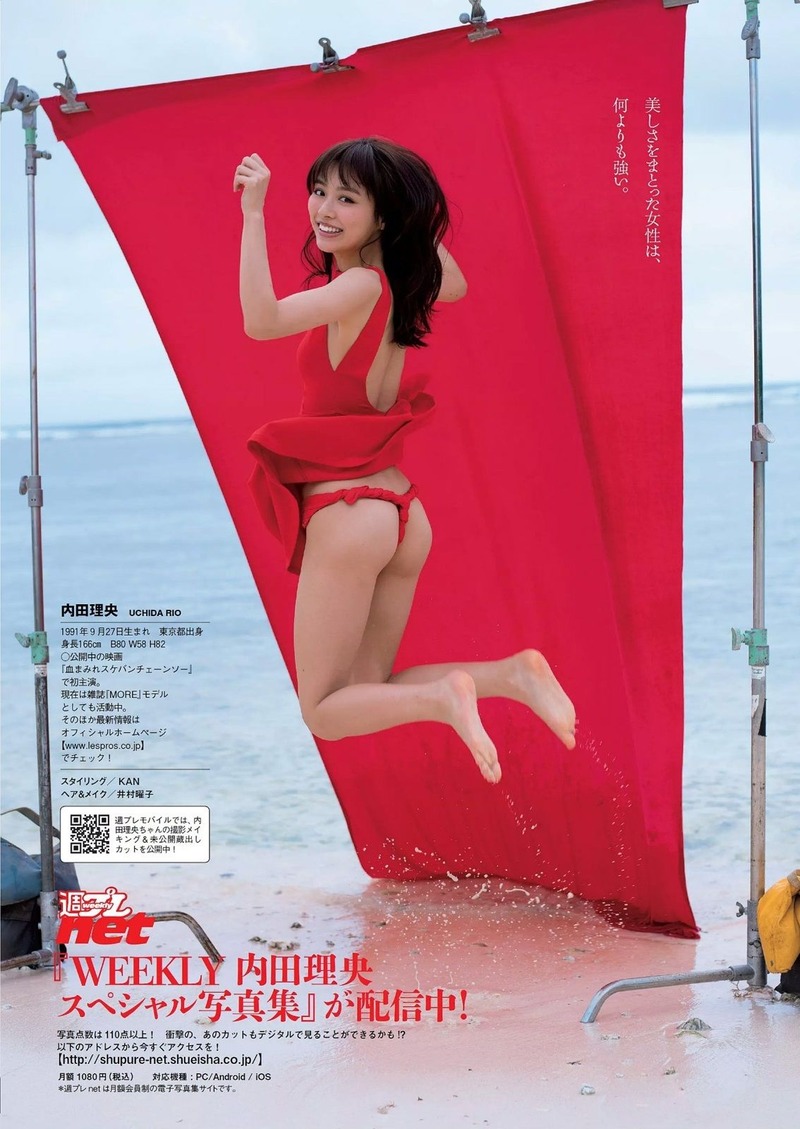 美しさをまとった女性は、
何よりも強い。
内田理央 UCHIDA RIO
1991年9月27日生まれ 東京都出身
身長166㎝ B80 W58 H82
○公開中の映画
『血まみれスケバンチェーンソー』
で初主演。
現在は雑誌『MORE』モデル
としても活動中。
そのほか最新情報は
オフィシャルホームページ
【www.lespros.co.jp】
でチェック！
スタイリング／KAN
ヘア&メイク／井村曜子
週プレモバイルでは、内
田理央ちゃんの撮影メイ
キング＆未公開蔵出し
カットを公開中！
週プレ
weekly
net
『WEEKLY 内田理央
スペシャル写真集』が配信中！
写真点数は110点以上！ 衝撃の、あのカットもデジタルで見ることができるかも!?
以下のアドレスから今すぐアクセスを！
【http://shupure-net.shueisha.co.jp/】
月額1080円（税込） 対応機種：PC/Android / iOS
＊週プレnetは月額会員制の電子写真集サイトです。